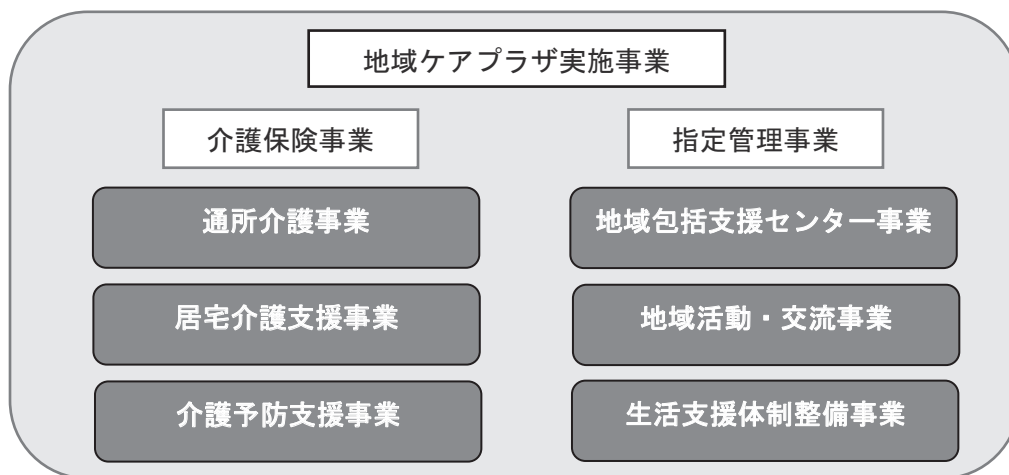 地域ケアプラザ実施事業
介護保険事業
指定管理事業
通所介護事業
地域包括支援センター事業
居宅介護支援事業
地域活動・交流事業
介護予防支援事業
生活支援体制整備事業